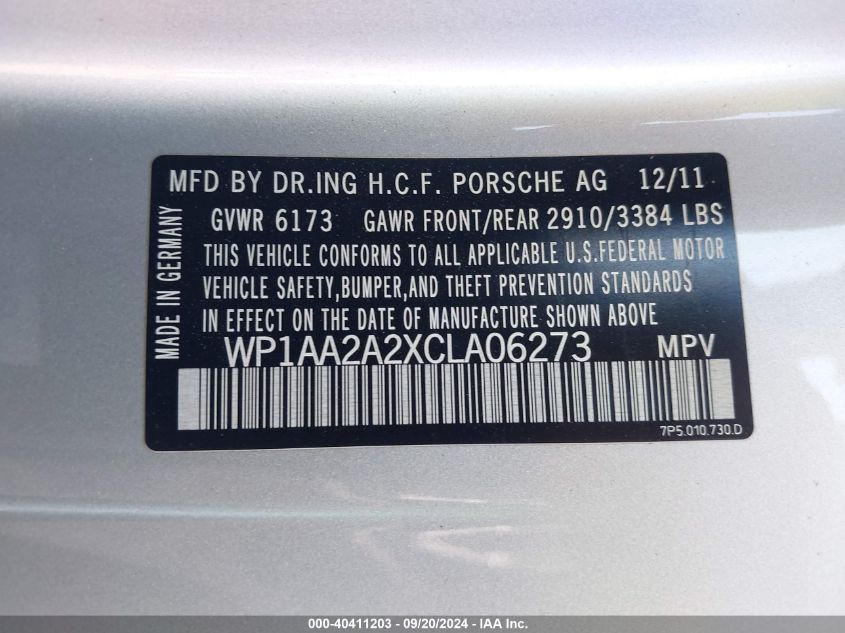 MFD BY DR.ING H.C.F. PORSCHE AG 12/11
GVWR 6173 GAWR FRONT/REAR 2910/3384 LBS
THIS VEHICLE CONFORMS TO ALL APPLICABLE U.S.FEDERAL MOTOR
VEHICLE SAFETY,BUMPER,AND THEFT PREVENTION STANDARDS
IN EFFECT ON THE DATE OF MANUFACTURE SHOWN ABOVE
WP1AA2A2XCLA06273 MPV
MADE IN GERMANY
7P5.010.730.D
000-40411203 - 09/20/2024 - IAA Inc.